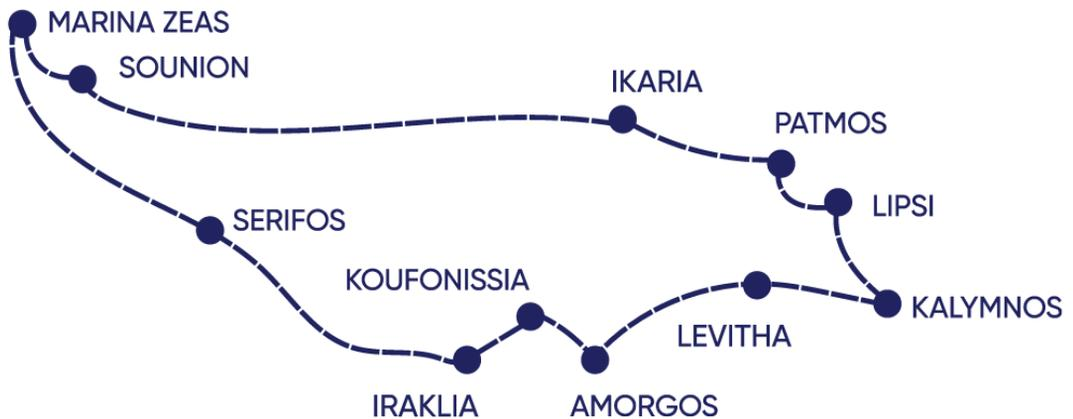 MARINA ZEAS
SOUNION
IKARIA
PATMOS
LIPSI
SERIFOS
KOUFONISSIA
KALYMNOS
LEVITHA
IRAKLIA
AMORGOS